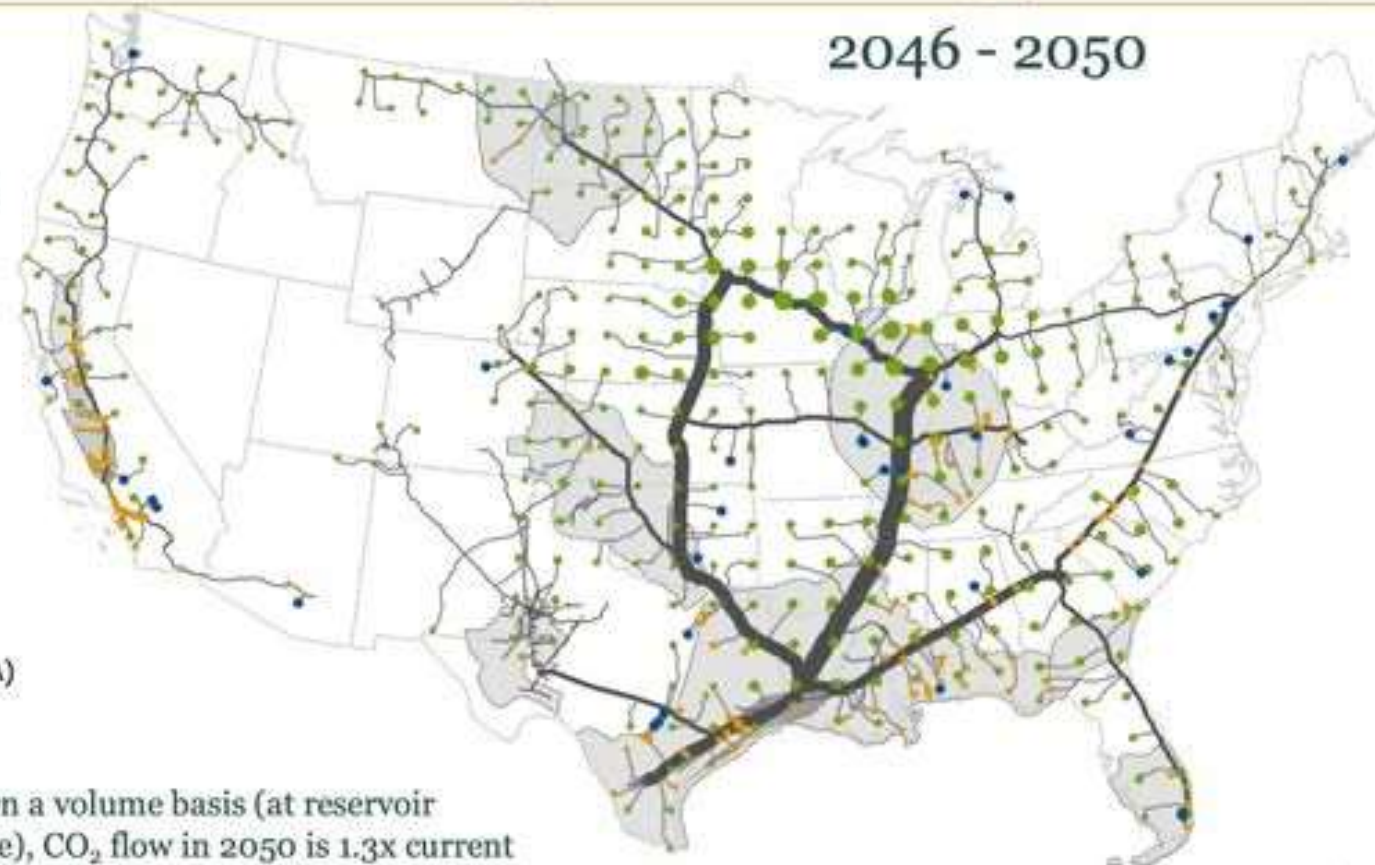 2046 - 2050
)
n a volume basis (at reservoir
e), CO₂ flow in 2050 is 1.3x current